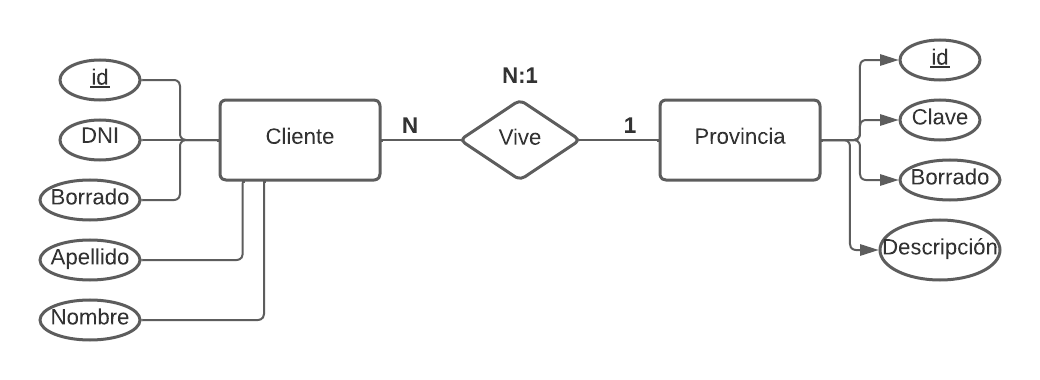 id
DNI
Borrado
Apellido
Nombre
Cliente
N
N:1
Vive
1
Provincia
id
Clave
Borrado
Descripción